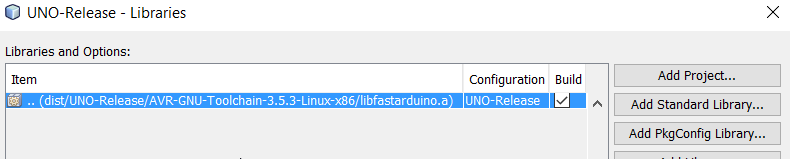 UNO-Release - Libraries
Libraries and Options:
Item Configuration Build
.. (dist/UNO-Release/AVR-GNU-Toolchain-3.5.3-Linux-x86/libfastarduino.a) UNO-Release
Add Project...
Add Standard Library...
Add PkgConfig Library...